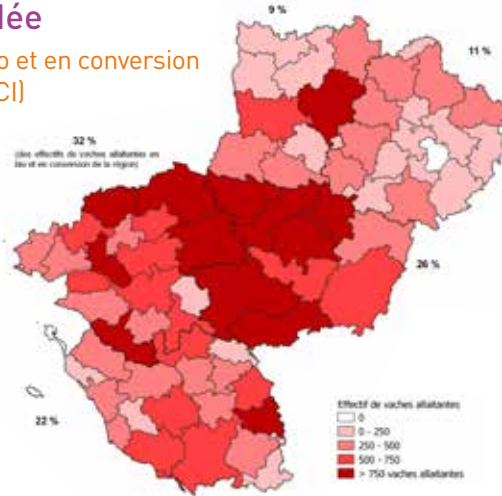 lée
o et en conversion
CI)
9 %
11 %
32 %
(des effectifs de vaches allaitantes en
bio et en conversion de la région)
26 %
22 %
Effectif de vaches allaitantes
0
0 - 250
250 - 500
500 - 750
> 750 vaches allaitantes